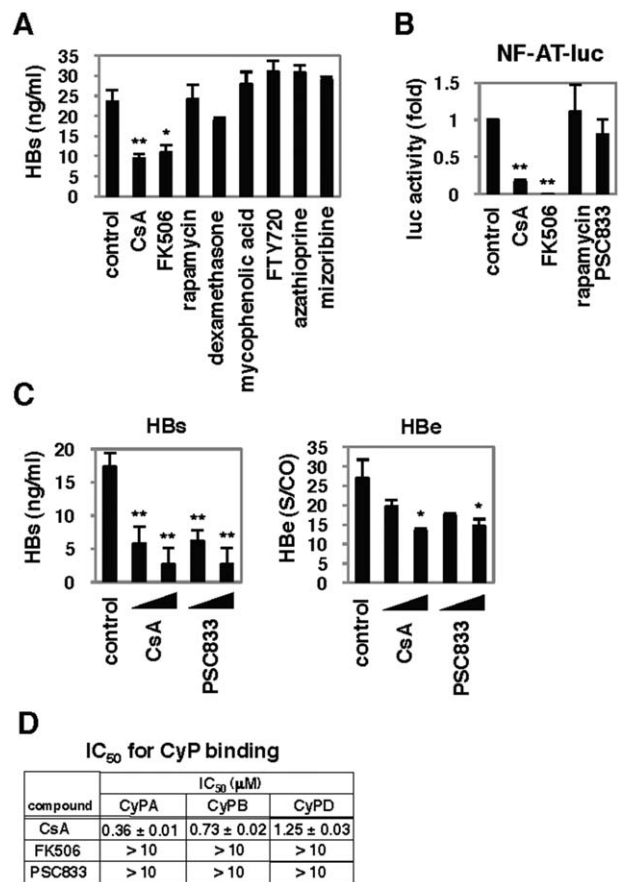 A
HBs (ng/ml)
35
30
25
20
15
10
5
0
**
*
control
CsA
FK506
rapamycin
dexamethasone
mycophenolic acid
FTY720
azathioprine
mizoribine
B
NF-AT-luc
luc activity (fold)
1.5
1
0.5
0
**
**
control
CsA
FK506
rapamycin
PSC833
C
HBs
HBs (ng/ml)
20
15
10
5
0
**
**
**
**
control
CsA
PSC833
HBe
HBe (S/CO)
35
30
25
20
15
10
5
0
*
*
control
CsA
PSC833
D
IC50 for CyP binding
compound
IC50 (μM)
CyPA CyPB CyPD
CsA 0.36 ± 0.01 0.73 ± 0.02 1.25 ± 0.03
FK506 > 10 > 10 > 10
PSC833 > 10 > 10 > 10